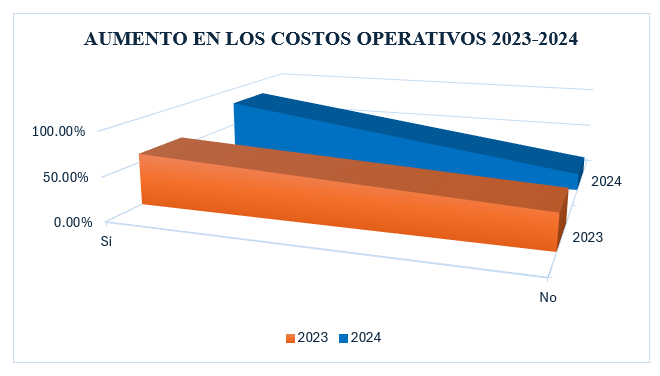 AUMENTO EN LOS COSTOS OPERATIVOS 2023-2024
100.00%
50.00%
0.00%
Si
No
2024
2023
2023 2024